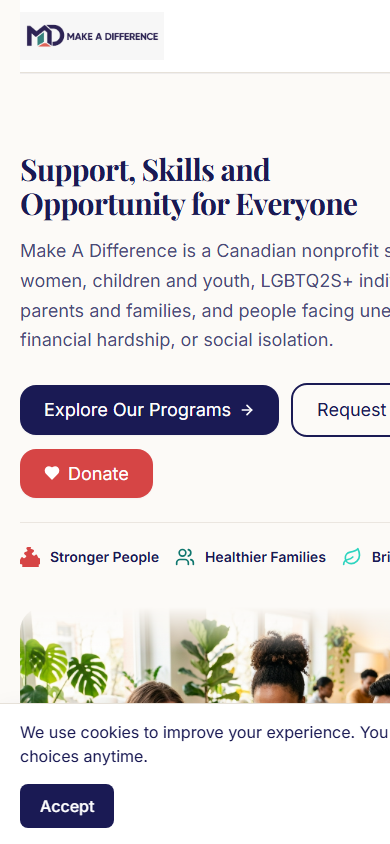 MD MAKE A DIFFERENCE
Support, Skills and
Opportunity for Everyone
Make A Difference is a Canadian nonprofit s
women, children and youth, LGBTQ2S+ indi
parents and families, and people facing une
financial hardship, or social isolation.
Explore Our Programs → Request
Donate
Stronger People Healthier Families Bri
We use cookies to improve your experience. You
choices anytime.
Accept